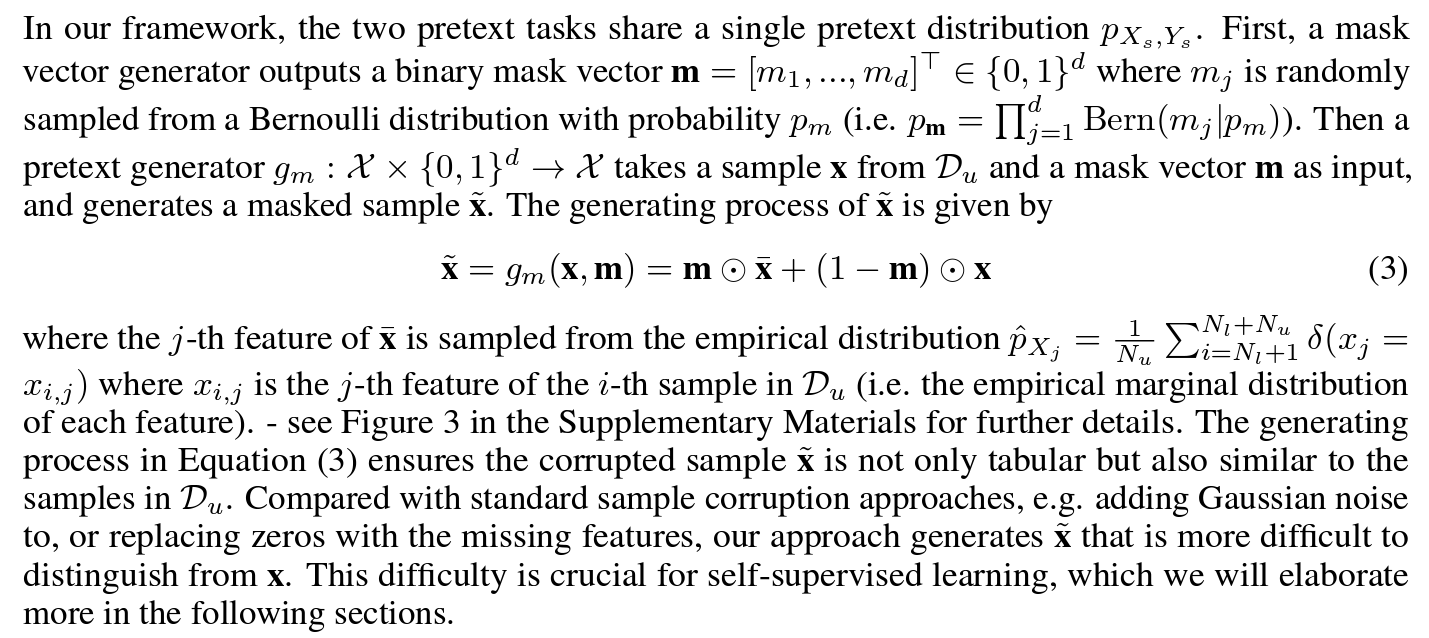 In our framework, the two pretext tasks share a single pretext distribution $p_{X_s,Y_s}$. First, a mask
vector generator outputs a binary mask vector $\mathbf{m} = [m_1, ..., m_d]^\top \in \{0, 1\}^d$ where $m_j$ is randomly
sampled from a Bernoulli distribution with probability $p_m$ (i.e. $p_{\mathbf{m}} = \prod_{j=1}^{d} \mathrm{Bern}(m_j|p_m)$). Then a
pretext generator $g_m : \mathcal{X} \times \{0, 1\}^d \to \mathcal{X}$ takes a sample $\mathbf{x}$ from $\mathcal{D}_u$ and a mask vector $\mathbf{m}$ as input,
and generates a masked sample $\tilde{\mathbf{x}}$. The generating process of $\tilde{\mathbf{x}}$ is given by
$\tilde{\mathbf{x}} = g_m(\mathbf{x}, \mathbf{m}) = \mathbf{m} \odot \bar{\mathbf{x}} + (1 - \mathbf{m}) \odot \mathbf{x}$ (3)
where the $j$-th feature of $\bar{\mathbf{x}}$ is sampled from the empirical distribution $\hat{p}_{X_j} = \frac{1}{N_u} \sum_{i=N_l+1}^{N_l+N_u} \delta(x_j =$
$x_{i,j})$ where $x_{i,j}$ is the $j$-th feature of the $i$-th sample in $\mathcal{D}_u$ (i.e. the empirical marginal distribution
of each feature). - see Figure 3 in the Supplementary Materials for further details. The generating
process in Equation (3) ensures the corrupted sample $\tilde{\mathbf{x}}$ is not only tabular but also similar to the
samples in $\mathcal{D}_u$. Compared with standard sample corruption approaches, e.g. adding Gaussian noise
to, or replacing zeros with the missing features, our approach generates $\tilde{\mathbf{x}}$ that is more difficult to
distinguish from $\mathbf{x}$. This difficulty is crucial for self-supervised learning, which we will elaborate
more in the following sections.